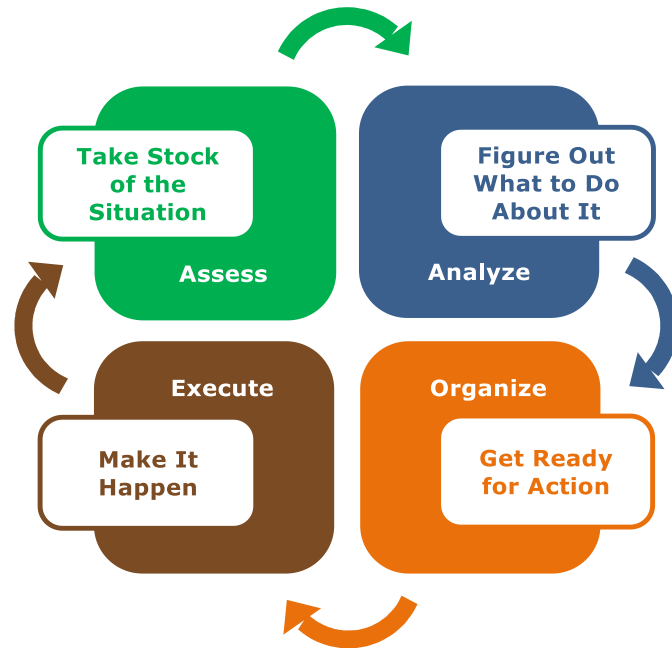 Take Stock
of the
Situation
Assess
Figure Out
What to Do
About It
Analyze
Execute
Make It
Happen
Organize
Get Ready
for Action